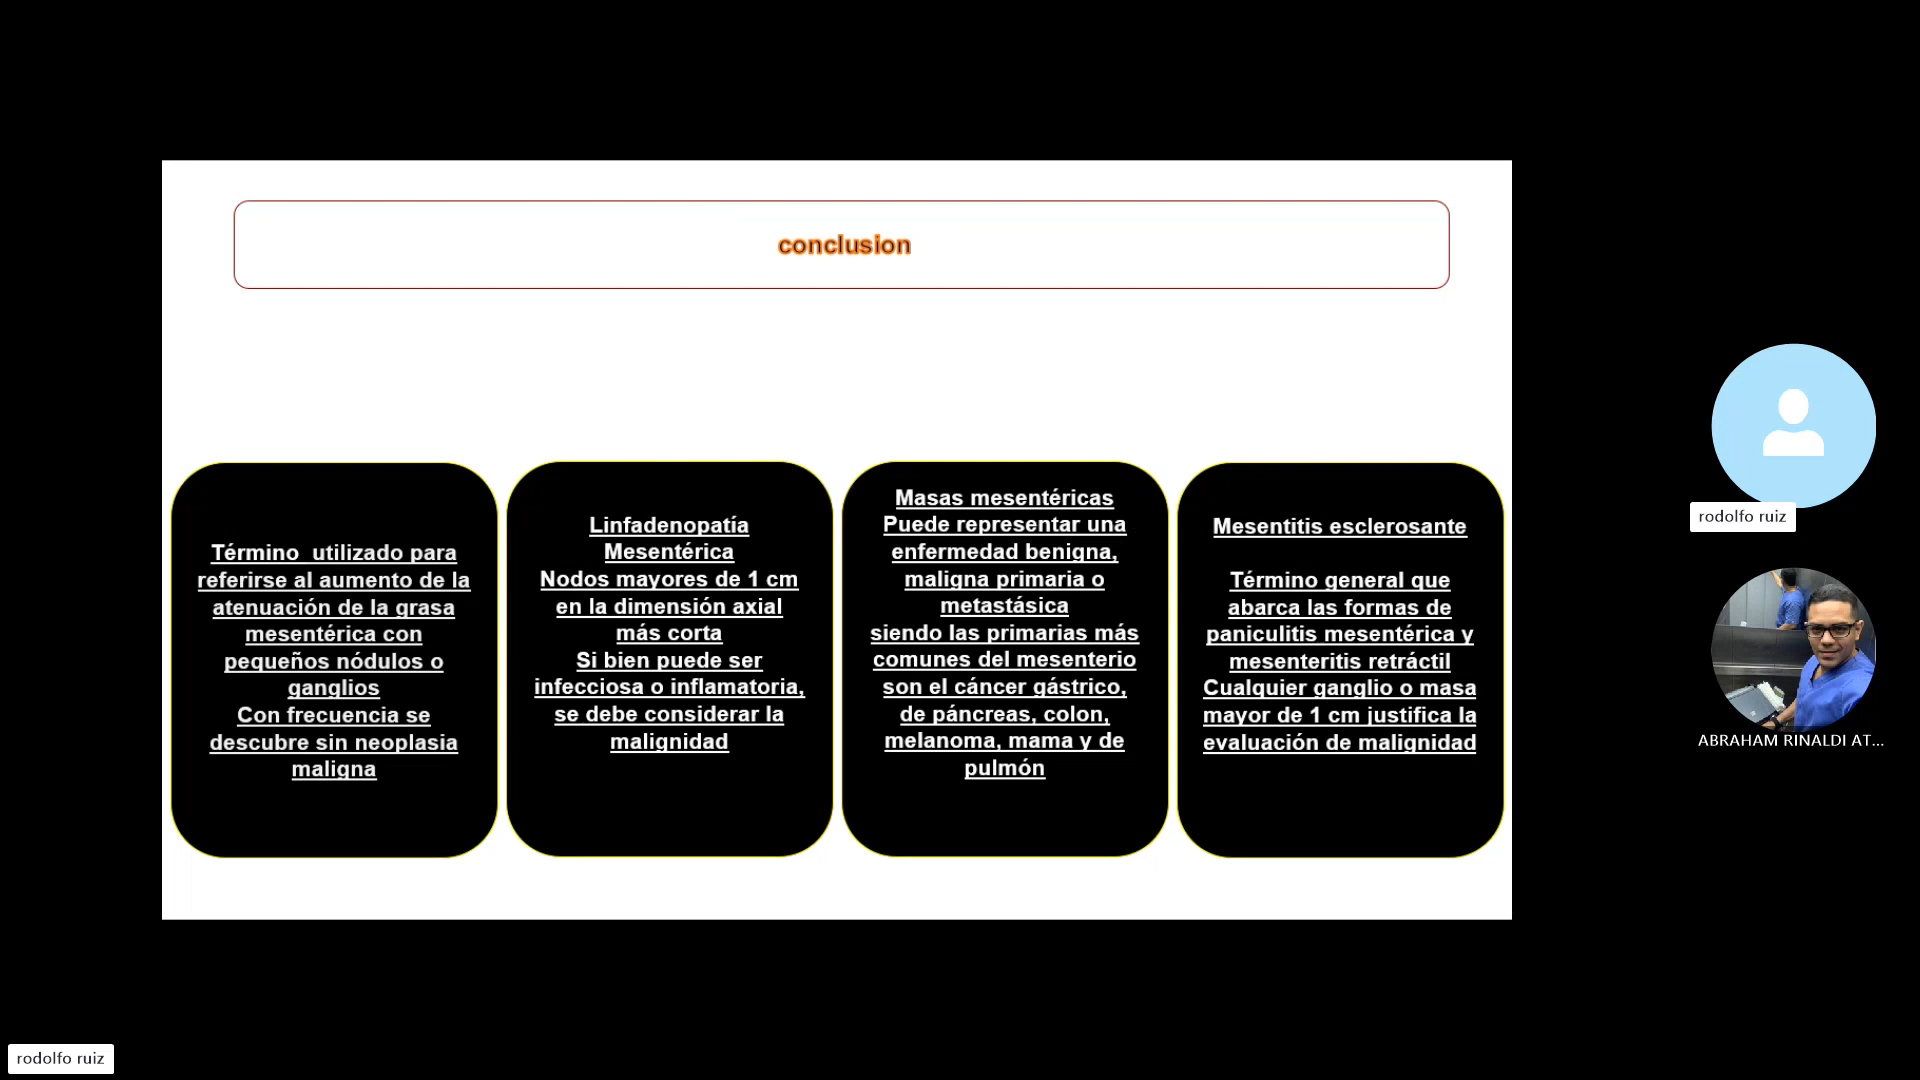 conclusion
Término  utilizado para
referirse al aumento de la
atenuación de la grasa
mesentérica con
pequeños nódulos o
ganglios
Con frecuencia se
descubre sin neoplasia
maligna
Linfadenopatía
Mesentérica
Nodos mayores de 1 cm
en la dimensión axial
más corta
Si bien puede ser
infecciosa o inflamatoria,
se debe considerar la
malignidad
Masas mesentéricas
Puede representar una
enfermedad benigna,
maligna primaria o
metastásica
siendo las primarias más
comunes del mesenterio
son el cáncer gástrico,
de páncreas, colon,
melanoma, mama y de
pulmón
Mesentitis esclerosante
Término general que
abarca las formas de
paniculitis mesentérica y
mesenteritis retráctil
Cualquier ganglio o masa
mayor de 1 cm justifica la
evaluación de malignidad
rodolfo ruiz
ABRAHAM RINALDI AT...
rodolfo ruiz